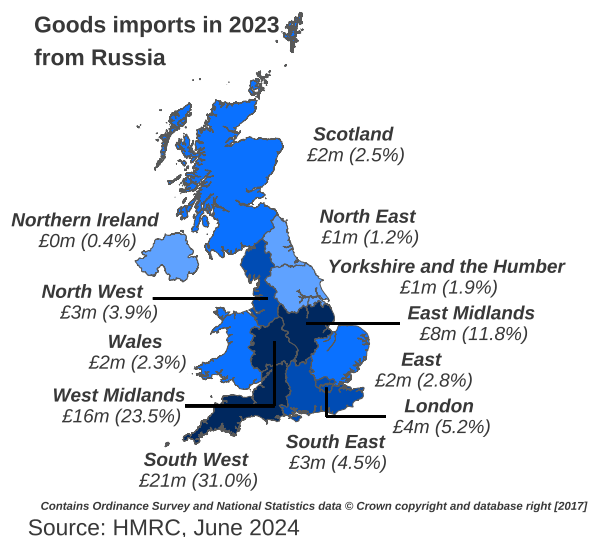 Goods imports in 2023
from Russia
Scotland
£2m (2.5%)
Northern Ireland
£0m (0.4%)
North East
£1m (1.2%)
Yorkshire and the Humber
£1m (1.9%)
North West
£3m (3.9%)
East Midlands
£8m (11.8%)
Wales
£2m (2.3%)
East
£2m (2.8%)
West Midlands
£16m (23.5%)
London
£4m (5.2%)
South East
£3m (4.5%)
South West
£21m (31.0%)
Contains Ordinance Survey and National Statistics data © Crown copyright and database right [2017]
Source: HMRC, June 2024